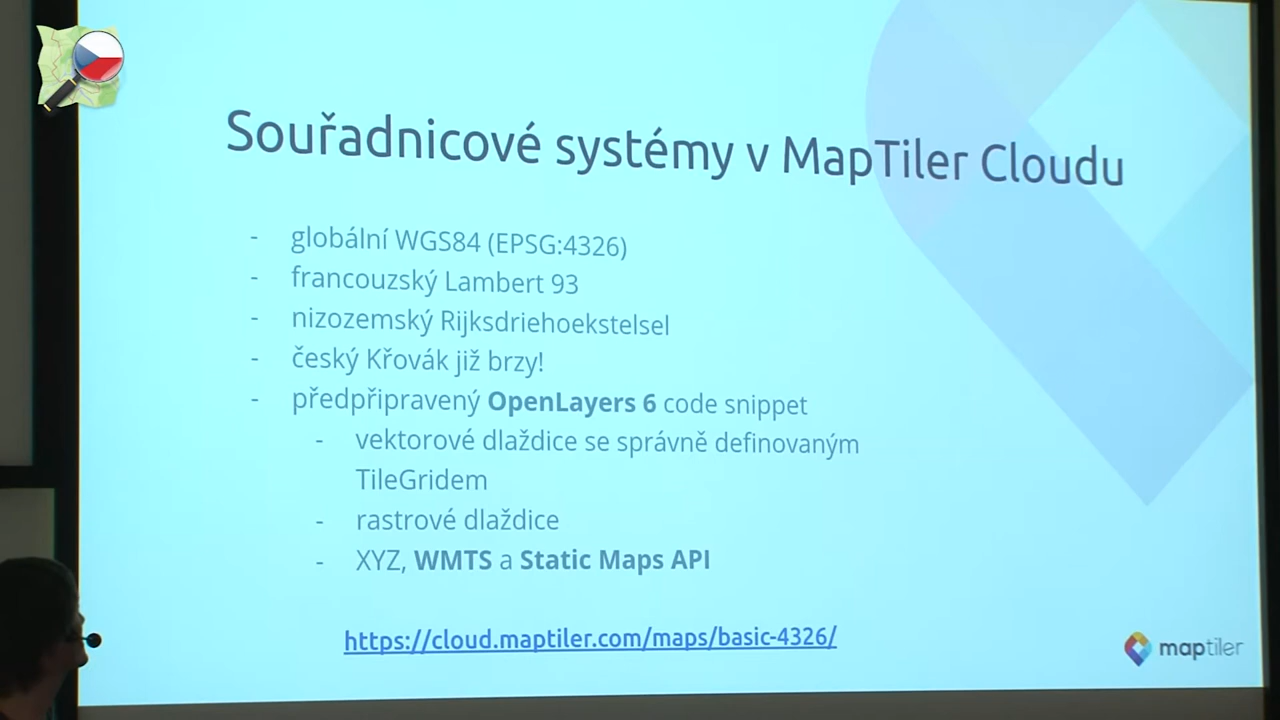 Souřadnicové systémy v MapTiler Cloudu
- globální WGS84 (EPSG:4326)
- francouzský Lambert 93
- nizozemský Rijksdriehoekstelsel
- český Křovák již brzy!
- předpřipravený OpenLayers 6 code snippet
- vektorové dlaždice se správně definovaným
TileGridem
- rastrové dlaždice
- XYZ, WMTS a Static Maps API
https://cloud.maptiler.com/maps/basic-4326/
maptiler